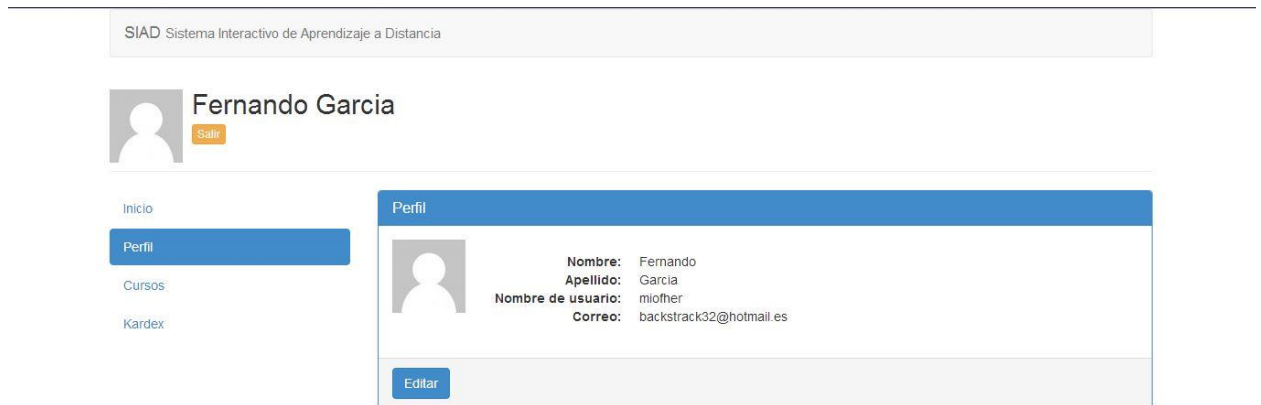 SIAD Sistema Interactivo de Aprendizaje a Distancia
Fernando Garcia
Salir
Inicio
Perfil
Cursos
Kardex
Perfil
Nombre: Fernando
Apellido: Garcia
Nombre de usuario: miofher
Correo: backstrack32@hotmail.es
Editar